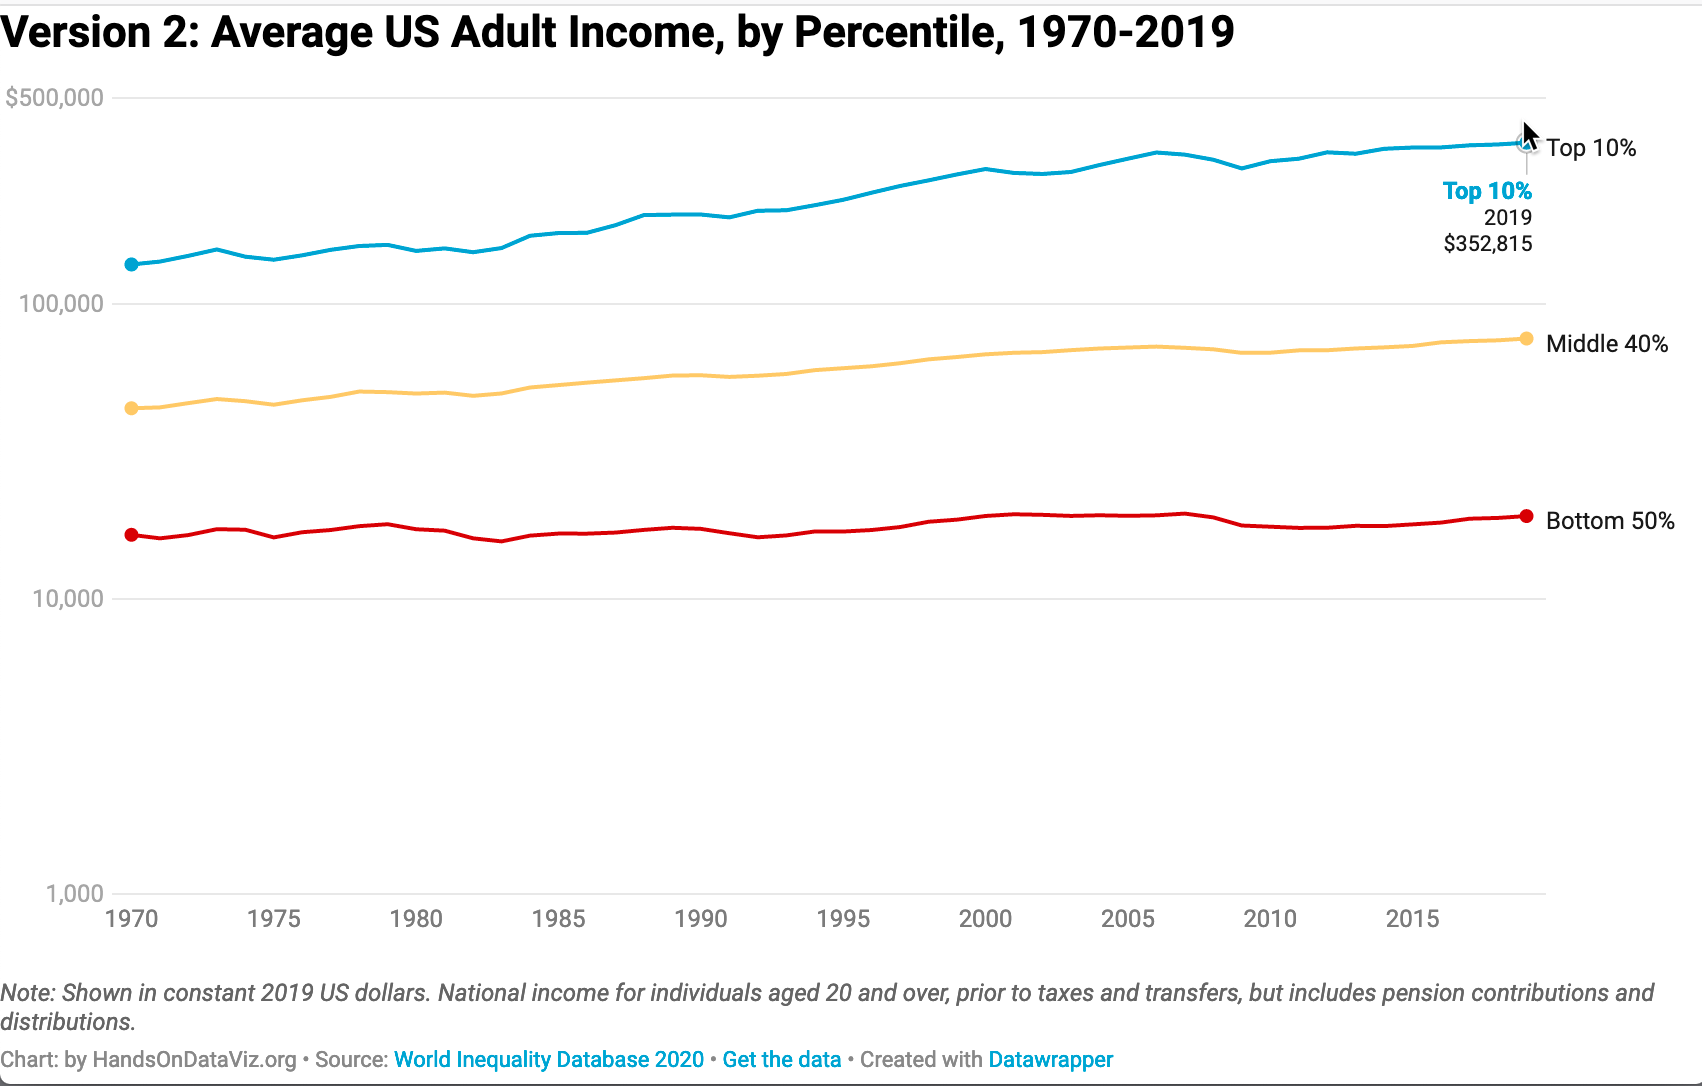 Version 2: Average US Adult Income, by Percentile, 1970-2019
$500,000
Top 10%
Top 10%
2019
$352,815
100,000
Middle 40%
Bottom 50%
10,000
1,000
1970 1975 1980 1985 1990 1995 2000 2005 2010 2015
Note: Shown in constant 2019 US dollars. National income for individuals aged 20 and over, prior to taxes and transfers, but includes pension contributions and
distributions.
Chart: by HandsOnDataViz.org • Source: World Inequality Database 2020 • Get the data • Created with Datawrapper